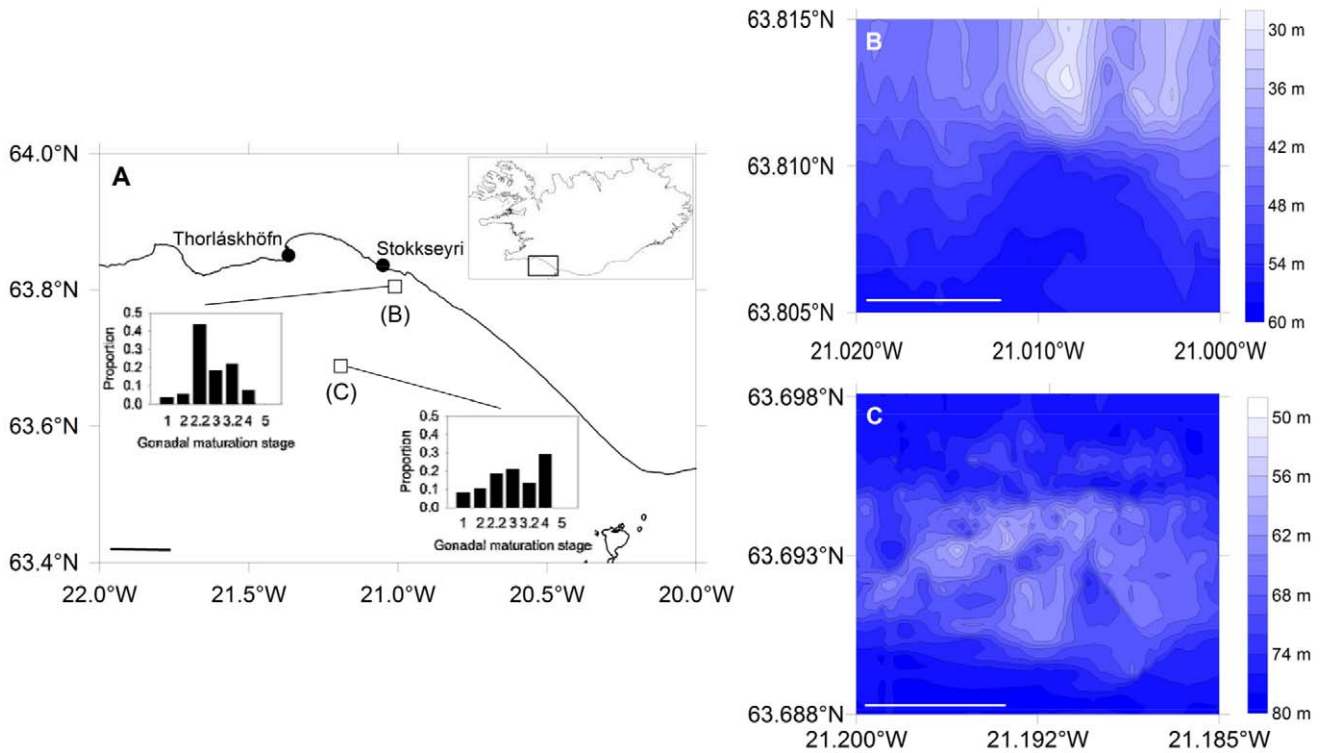 A
64.0°N
63.8°N
63.6°N
63.4°N
22.0°W 21.5°W 21.0°W 20.5°W 20.0°W
Thorláskhöfn
Stokkseyri
(B)
(C)
Proportion
0.5
0.4
0.3
0.2
0.1
0.0
1 2 2.2 3 3.2 4 5
Gonadal maturation stage
Proportion
0.5
0.4
0.3
0.2
0.1
0.0
1 2 2.2 3 3.2 4 5
Gonadal maturation stage
B
63.815°N
63.810°N
63.805°N
21.020°W 21.010°W 21.000°W
30 m
36 m
42 m
48 m
54 m
60 m
C
63.698°N
63.693°N
63.688°N
21.200°W 21.192°W 21.185°W
50 m
56 m
62 m
68 m
74 m
80 m